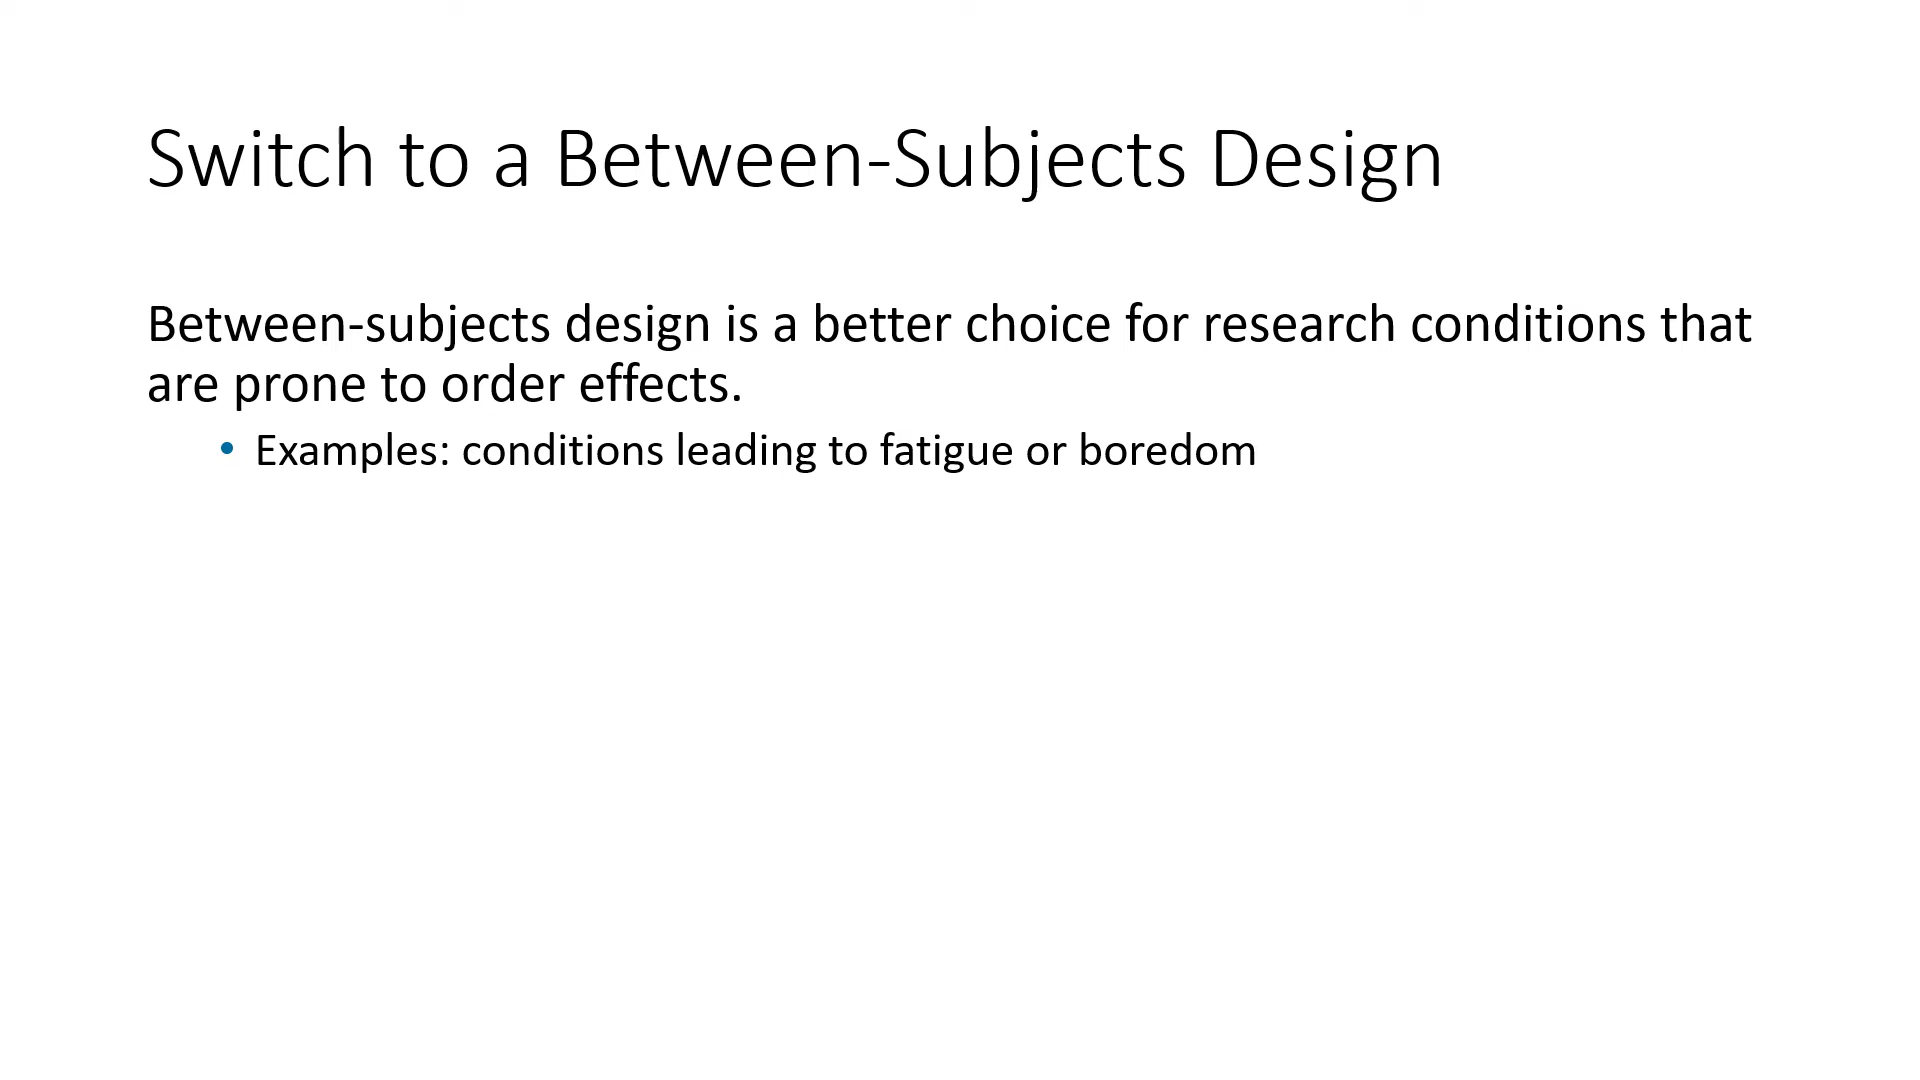 Switch to a Between-Subjects Design
Between-subjects design is a better choice for research conditions that
are prone to order effects.
• Examples: conditions leading to fatigue or boredom